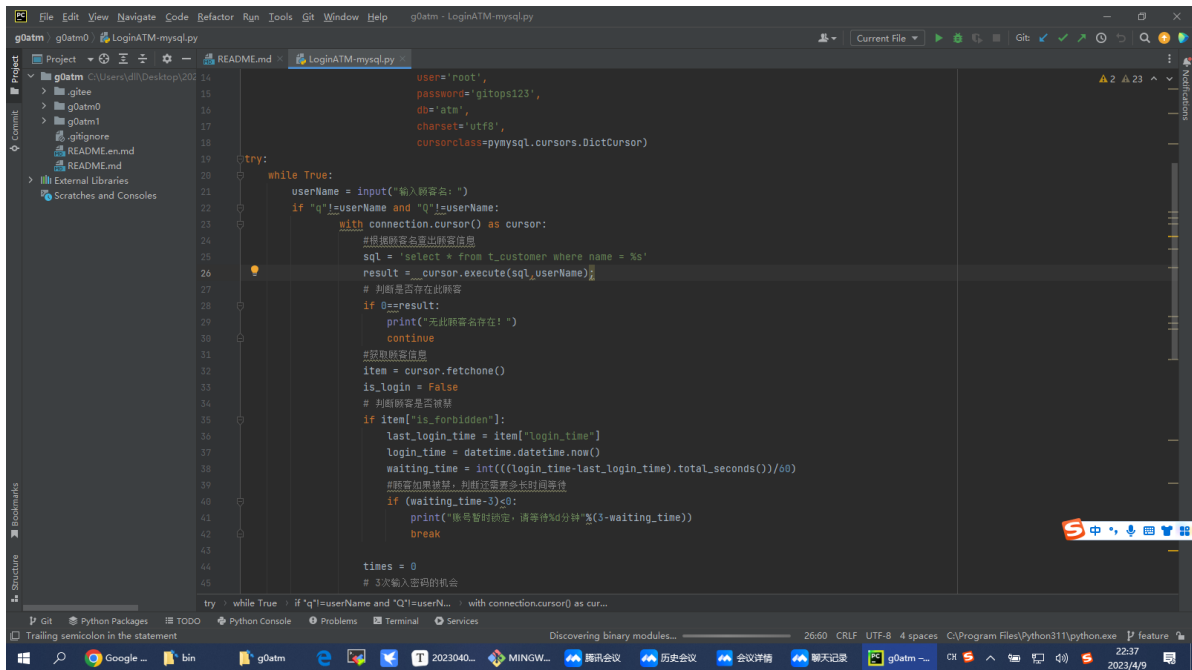 File Edit View Navigate Code Refactor Run Tools Git Window Help g0atm - LoginATM-mysql.py
g0atm g0atm0 LoginATM-mysql.py Current File Git:
Project README.md LoginATM-mysql.py
g0atm C:\Users\dll\Desktop\202
.gitee
g0atm0
g0atm1
.gitignore
README.en.md
README.md
External Libraries
Scratches and Consoles
Project
Commit
Bookmarks
Structure
Notifications
2 23
14 user='root',
15 password='gitops123',
16 db='atm',
17 charset='utf8',
18 cursorclass=pymysql.cursors.DictCursor)
19 try:
20 while True:
21 userName = input("输入顾客名：")
22 if "q"!=userName and "Q"!=userName:
23 with connection.cursor() as cursor:
24 #根据顾客名查出顾客信息
25 sql = 'select * from t_customer where name = %s'
26 result = cursor.execute(sql,userName);
27 # 判断是否存在此顾客
28 if 0==result:
29 print("无此顾客名存在！")
30 continue
31 #获取顾客信息
32 item = cursor.fetchone()
33 is_login = False
34 # 判断顾客是否被禁
35 if item["is_forbidden"]:
36 last_login_time = item["login_time"]
37 login_time = datetime.datetime.now()
38 waiting_time = int(((login_time-last_login_time).total_seconds())/60)
39 #顾客如果被禁，判断还需要多长时间等待
40 if (waiting_time-3)<0:
41 print("账号暂时锁定，请等待%d分钟"%(3-waiting_time))
42 break
43
44 times = 0
45 # 3次输入密码的机会
try while True if "q"!=userName and "Q"!=userN... with connection.cursor() as cur...
Git Python Packages TODO Python Console Problems Terminal Services
Trailing semicolon in the statement Discovering binary modules... 26:60 CRLF UTF-8 4 spaces C:\Program Files\Python311\python.exe feature
中
Google ... bin g0atm 2023040... MINGW... 腾讯会议 历史会议 会议详情 聊天记录 g0atm –... CH 22:37
2023/4/9